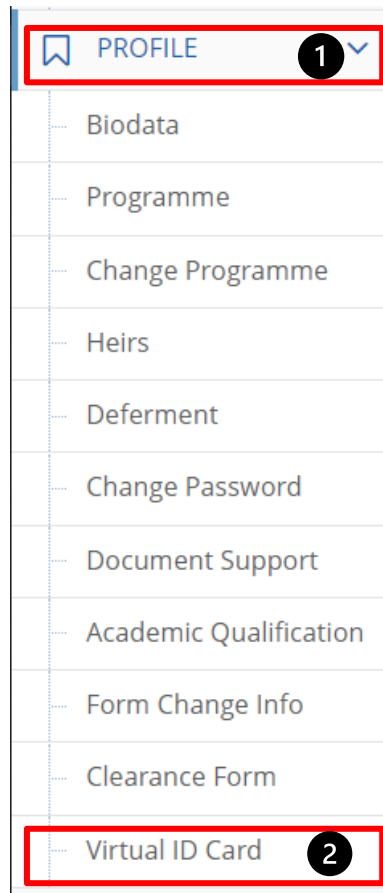 PROFILE 1
Biodata
Programme
Change Programme
Heirs
Deferment
Change Password
Document Support
Academic Qualification
Form Change Info
Clearance Form
Virtual ID Card 2